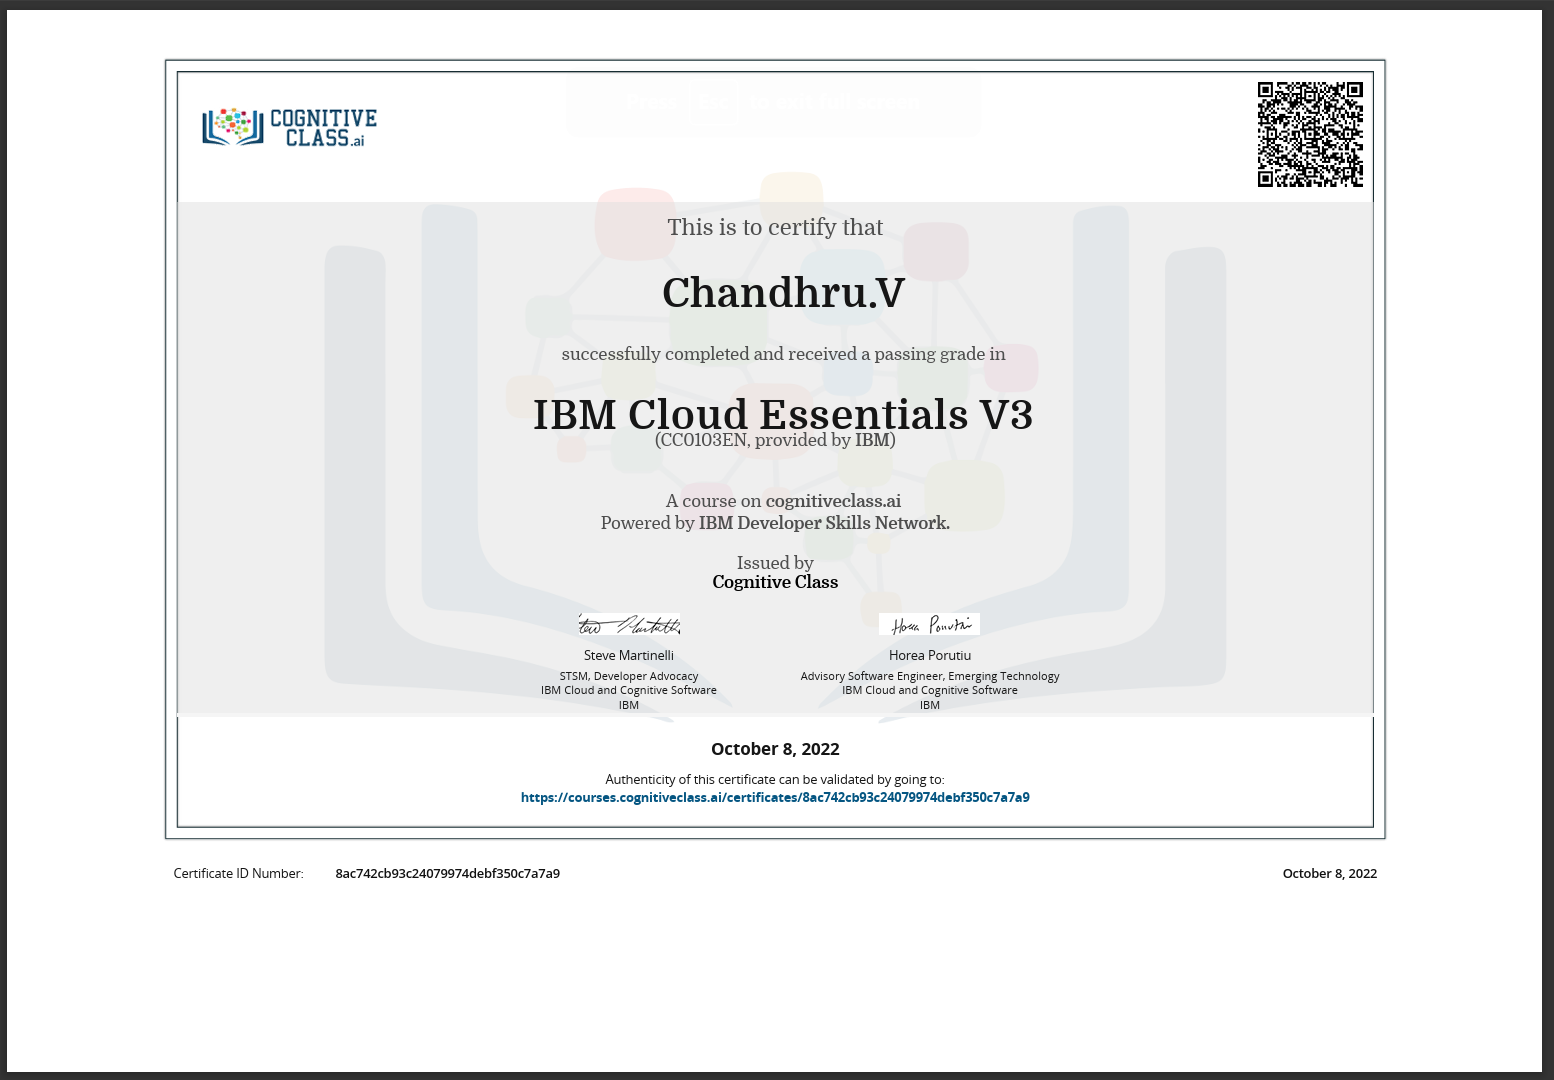 COGNITIVE
CLASS.ai
This is to certify that
Chandhru.V
successfully completed and received a passing grade in
IBM Cloud Essentials V3
(CC0103EN, provided by IBM)
A course on cognitiveclass.ai
Powered by IBM Developer Skills Network.
Issued by
Cognitive Class
Steve Martinelli
STSM, Developer Advocacy
IBM Cloud and Cognitive Software
IBM
Horea Porutiu
Horea Porutiu
Advisory Software Engineer, Emerging Technology
IBM Cloud and Cognitive Software
IBM
October 8, 2022
Authenticity of this certificate can be validated by going to:
https://courses.cognitiveclass.ai/certificates/8ac742cb93c24079974debf350c7a7a9
Certificate ID Number: 8ac742cb93c24079974debf350c7a7a9
October 8, 2022